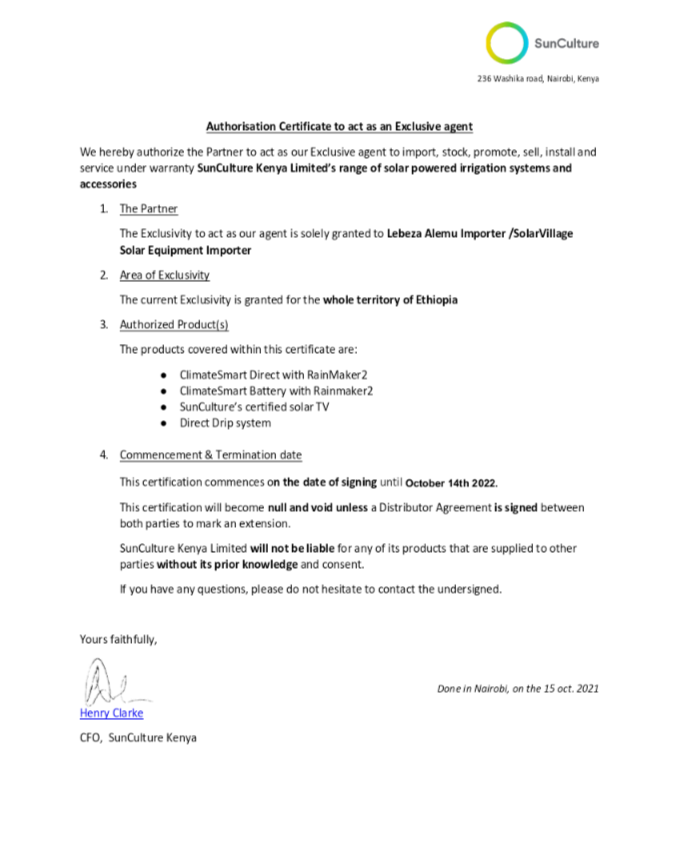 SunCulture
236 Washika road, Nairobi, Kenya
Authorisation Certificate to act as an Exclusive agent
We hereby authorize the Partner to act as our Exclusive agent to import, stock, promote, sell, install and
service under warranty SunCulture Kenya Limited's range of solar powered irrigation systems and
accessories
1. The Partner
The Exclusivity to act as our agent is solely granted to Lebeza Alemu Importer /SolarVillage
Solar Equipment Importer
2. Area of Exclusivity
The current Exclusivity is granted for the whole territory of Ethiopia
3. Authorized Product(s)
The products covered within this certificate are:
● ClimateSmart Direct with RainMaker2
● ClimateSmart Battery with Rainmaker2
● SunCulture's certified solar TV
● Direct Drip system
4. Commencement & Termination date
This certification commences on the date of signing until October 14th 2022.
This certification will become null and void unless a Distributor Agreement is signed between
both parties to mark an extension.
SunCulture Kenya Limited will not be liable for any of its products that are supplied to other
parties without its prior knowledge and consent.
If you have any questions, please do not hesitate to contact the undersigned.
Yours faithfully,
Done in Nairobi, on the 15 oct. 2021
Henry Clarke
CFO, SunCulture Kenya